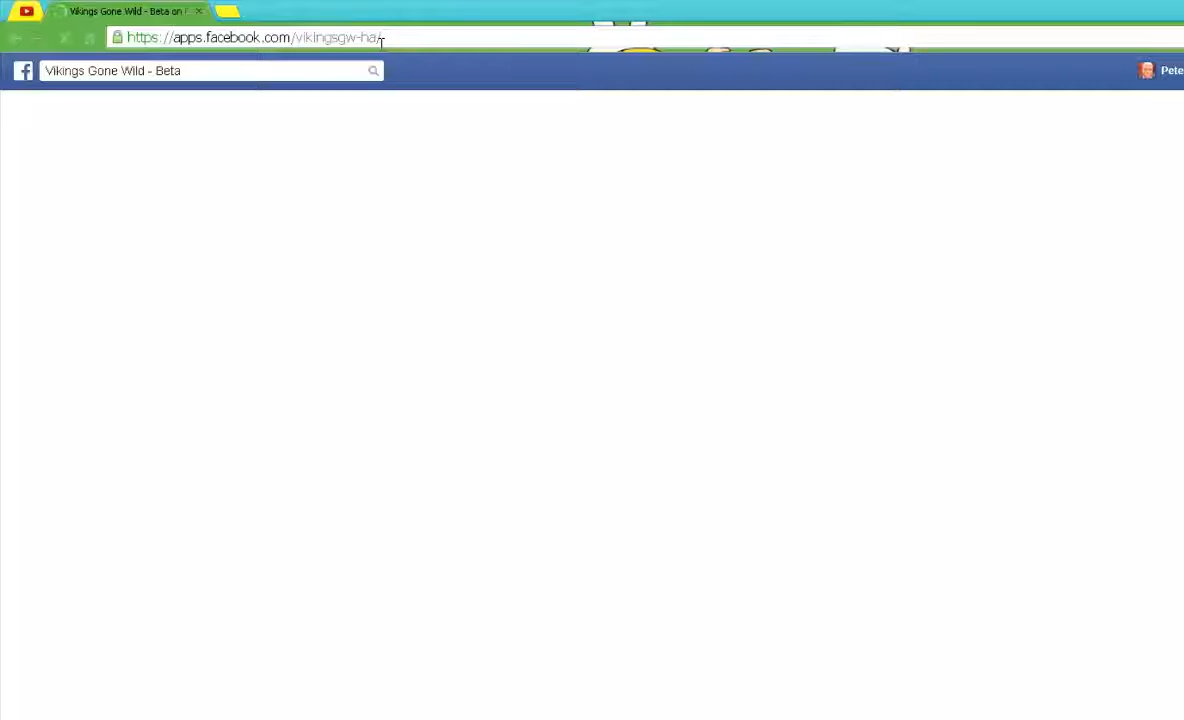 Vikings Gone Wild - Beta on F
https://apps.facebook.com/vikingsgw-ha/
Vikings Gone Wild - Beta
Pete